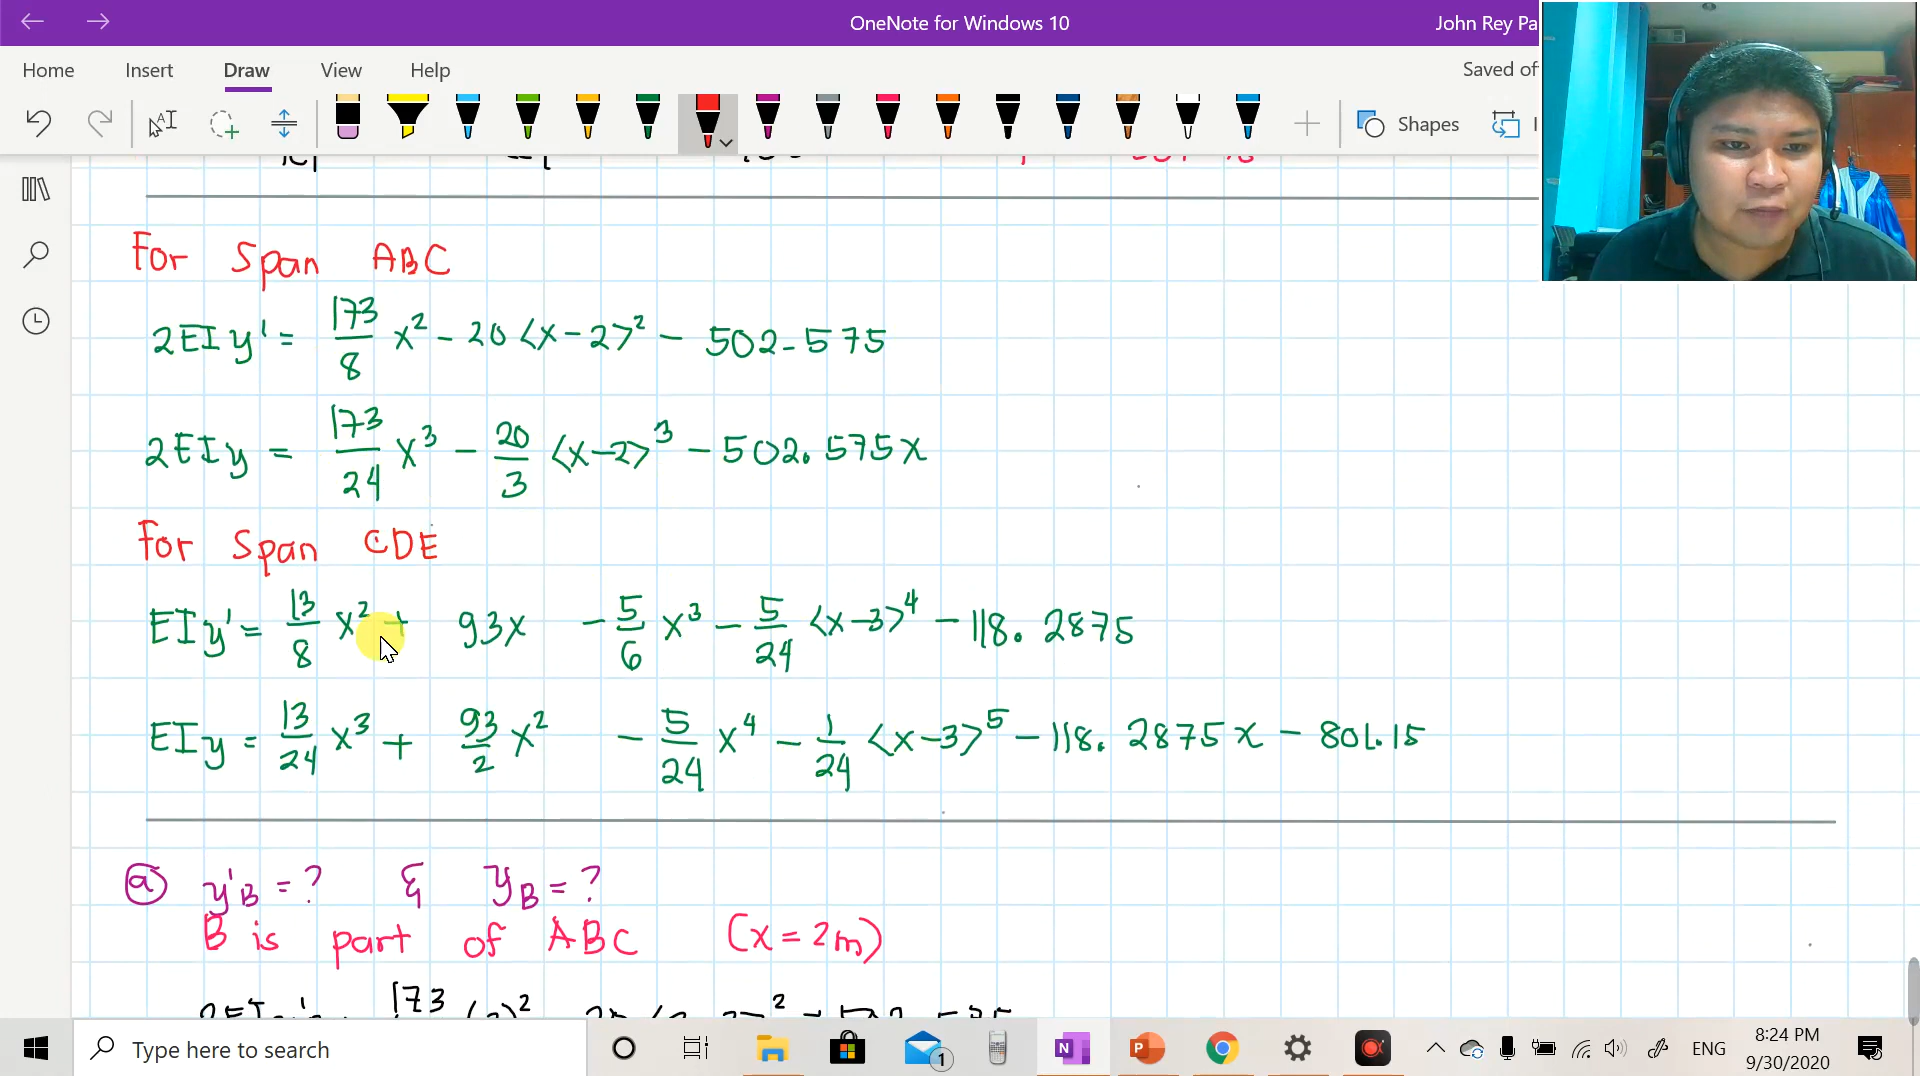 OneNote for Windows 10
John Rey Pa
Home Insert Draw View Help
Saved of
Shapes
For Span ABC
2EIy' = 173/8 x² - 20 <x-2>² - 502.575
2EIy = 173/24 x³ - 20/3 <x-2>³ - 502.575x
For Span CDE
EIy' = 13/8 x² + 93x - 5/6 x³ - 5/24 <x-3>⁴ - 118.2875
EIy = 13/24 x³ + 93/2 x² - 5/24 x⁴ - 1/24 <x-3>⁵ - 118.2875x - 801.15
a y'B = ? & yB = ?
B is part of ABC (x = 2m)
Type here to search
1
N
P
ENG
8:24 PM
9/30/2020